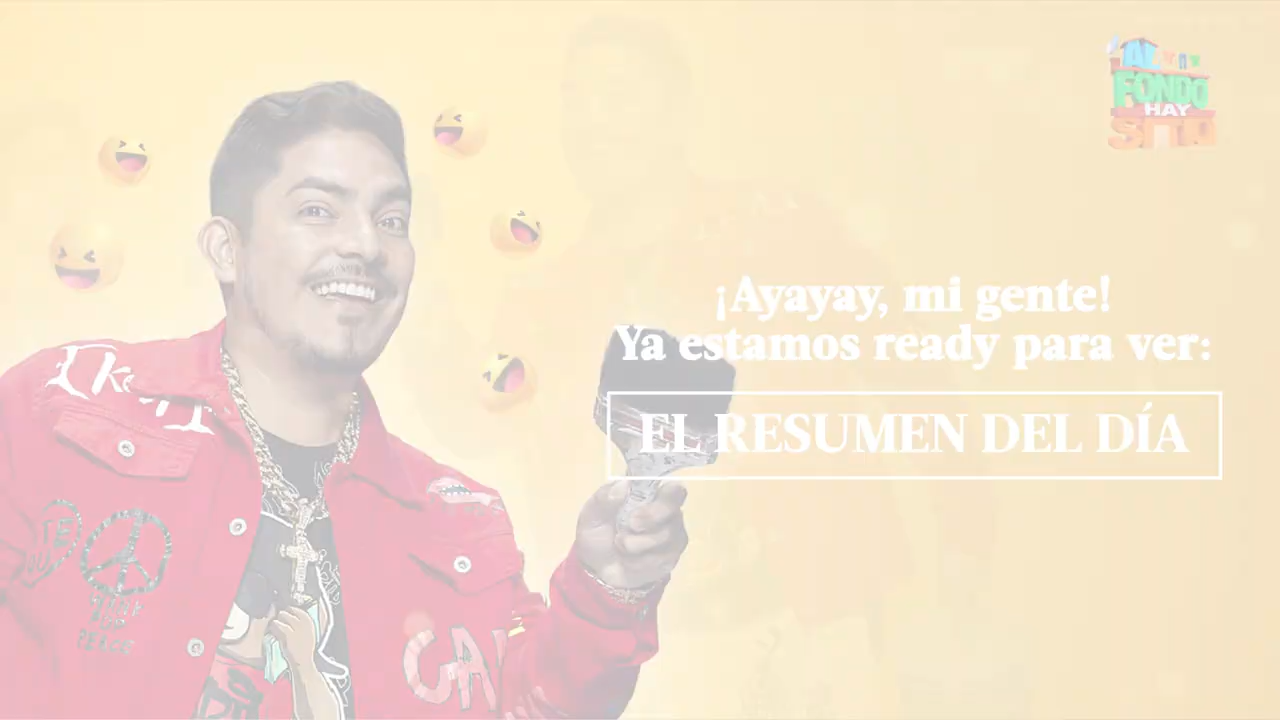 AL
FONDO
HAY
SITIO
¡Ayayay, mi gente!
Ya estamos ready para ver:
EL RESUMEN DEL DÍA